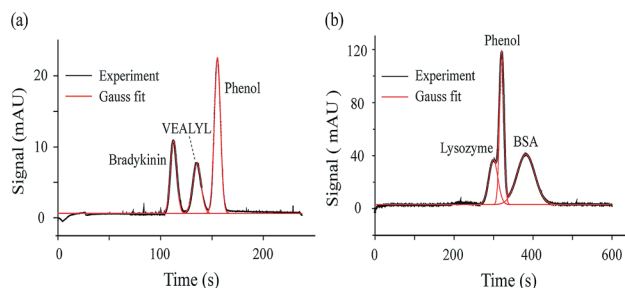 (a)
20
10
0
Signal (mAU)
Experiment
Gauss fit
Bradykinin
VEALYL
Phenol
0
100
200
Time (s)
(b)
120
80
40
0
Signal ( mAU)
Experiment
Gauss fit
Phenol
Lysozyme
BSA
0
200
400
600
Time (s)